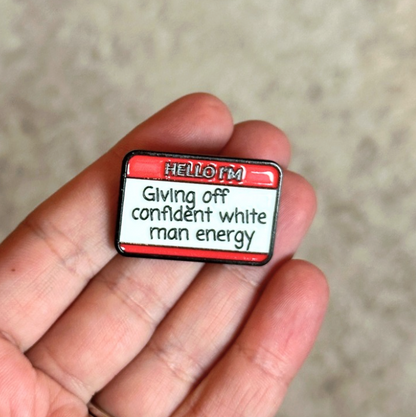 HELLO I'M
Giving off
confident white
man energy